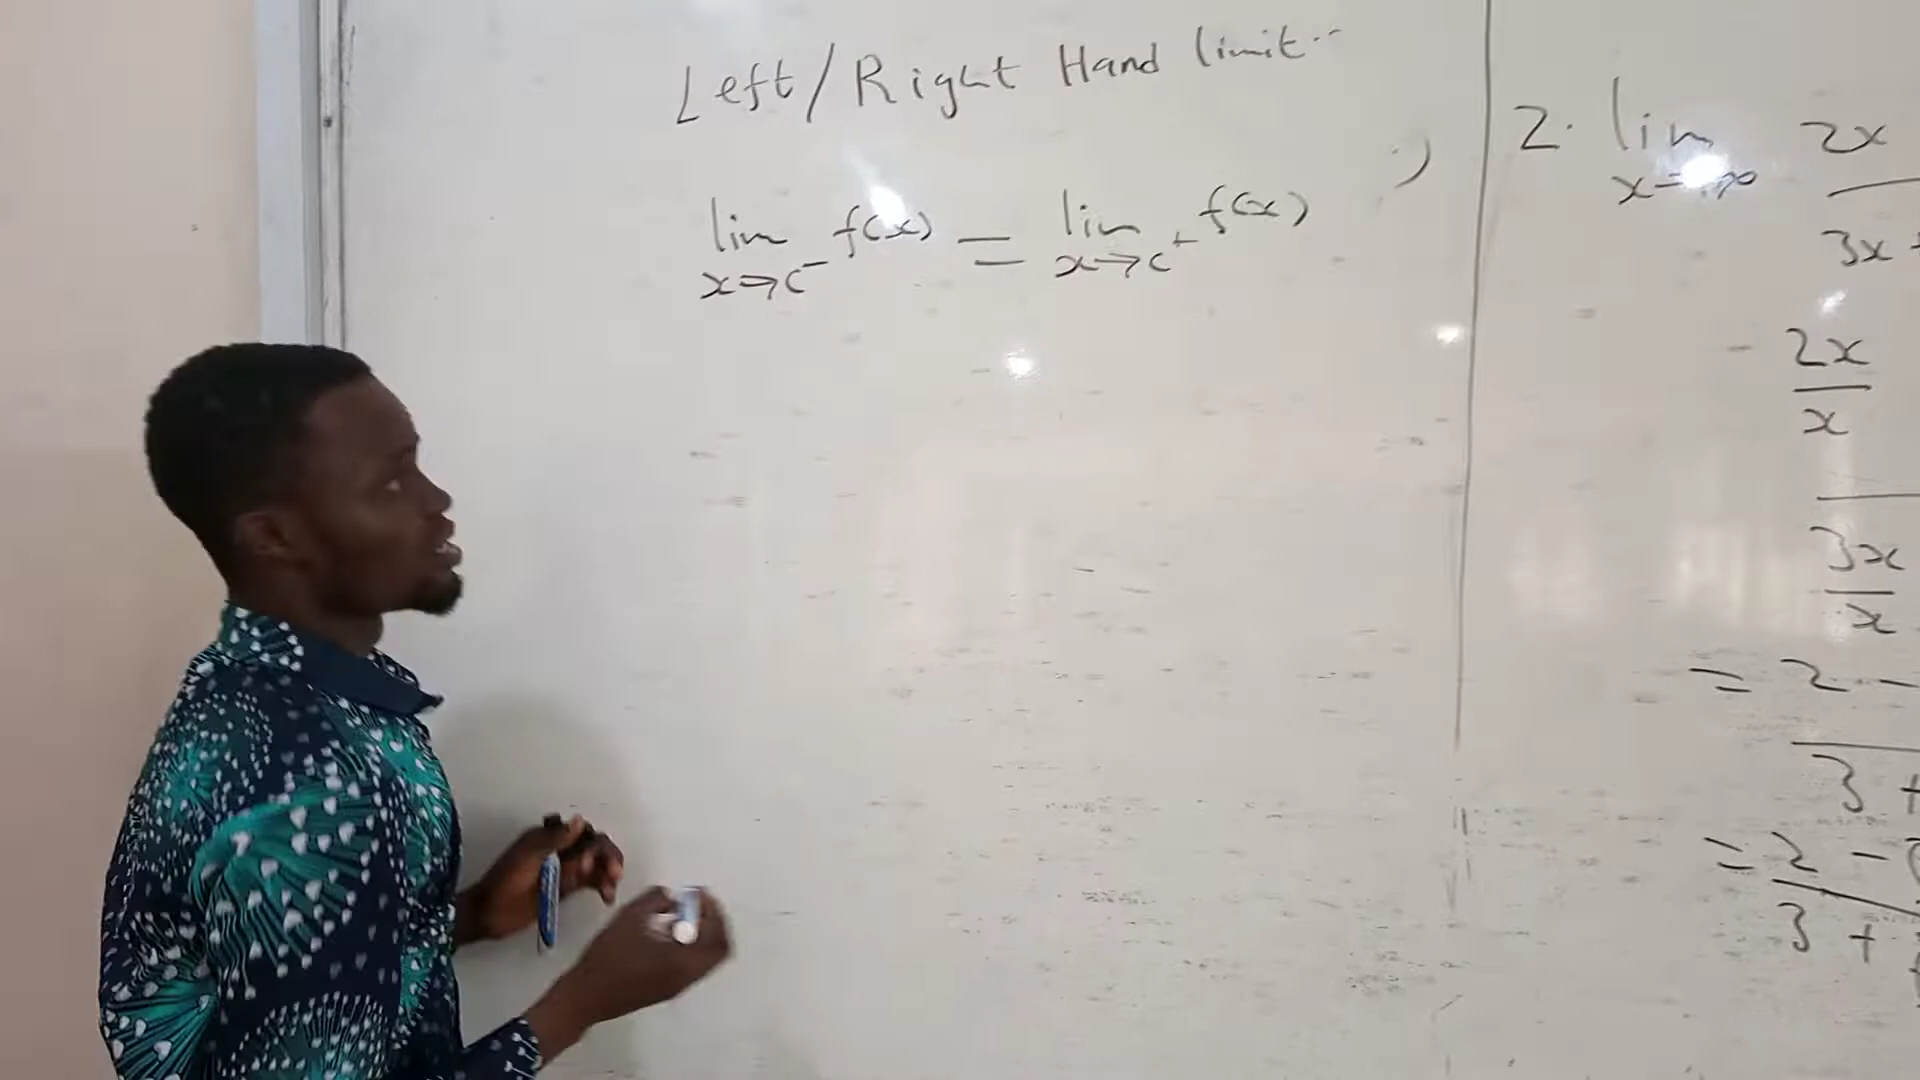 Left/Right Hand limit..
lim f(x) = lim f(x)
x→c⁻ x→c⁺
2. lim 2x
x→∞ 3x +
2x
x
3x
x
= 2 -
3 +
= 2 -
3 +